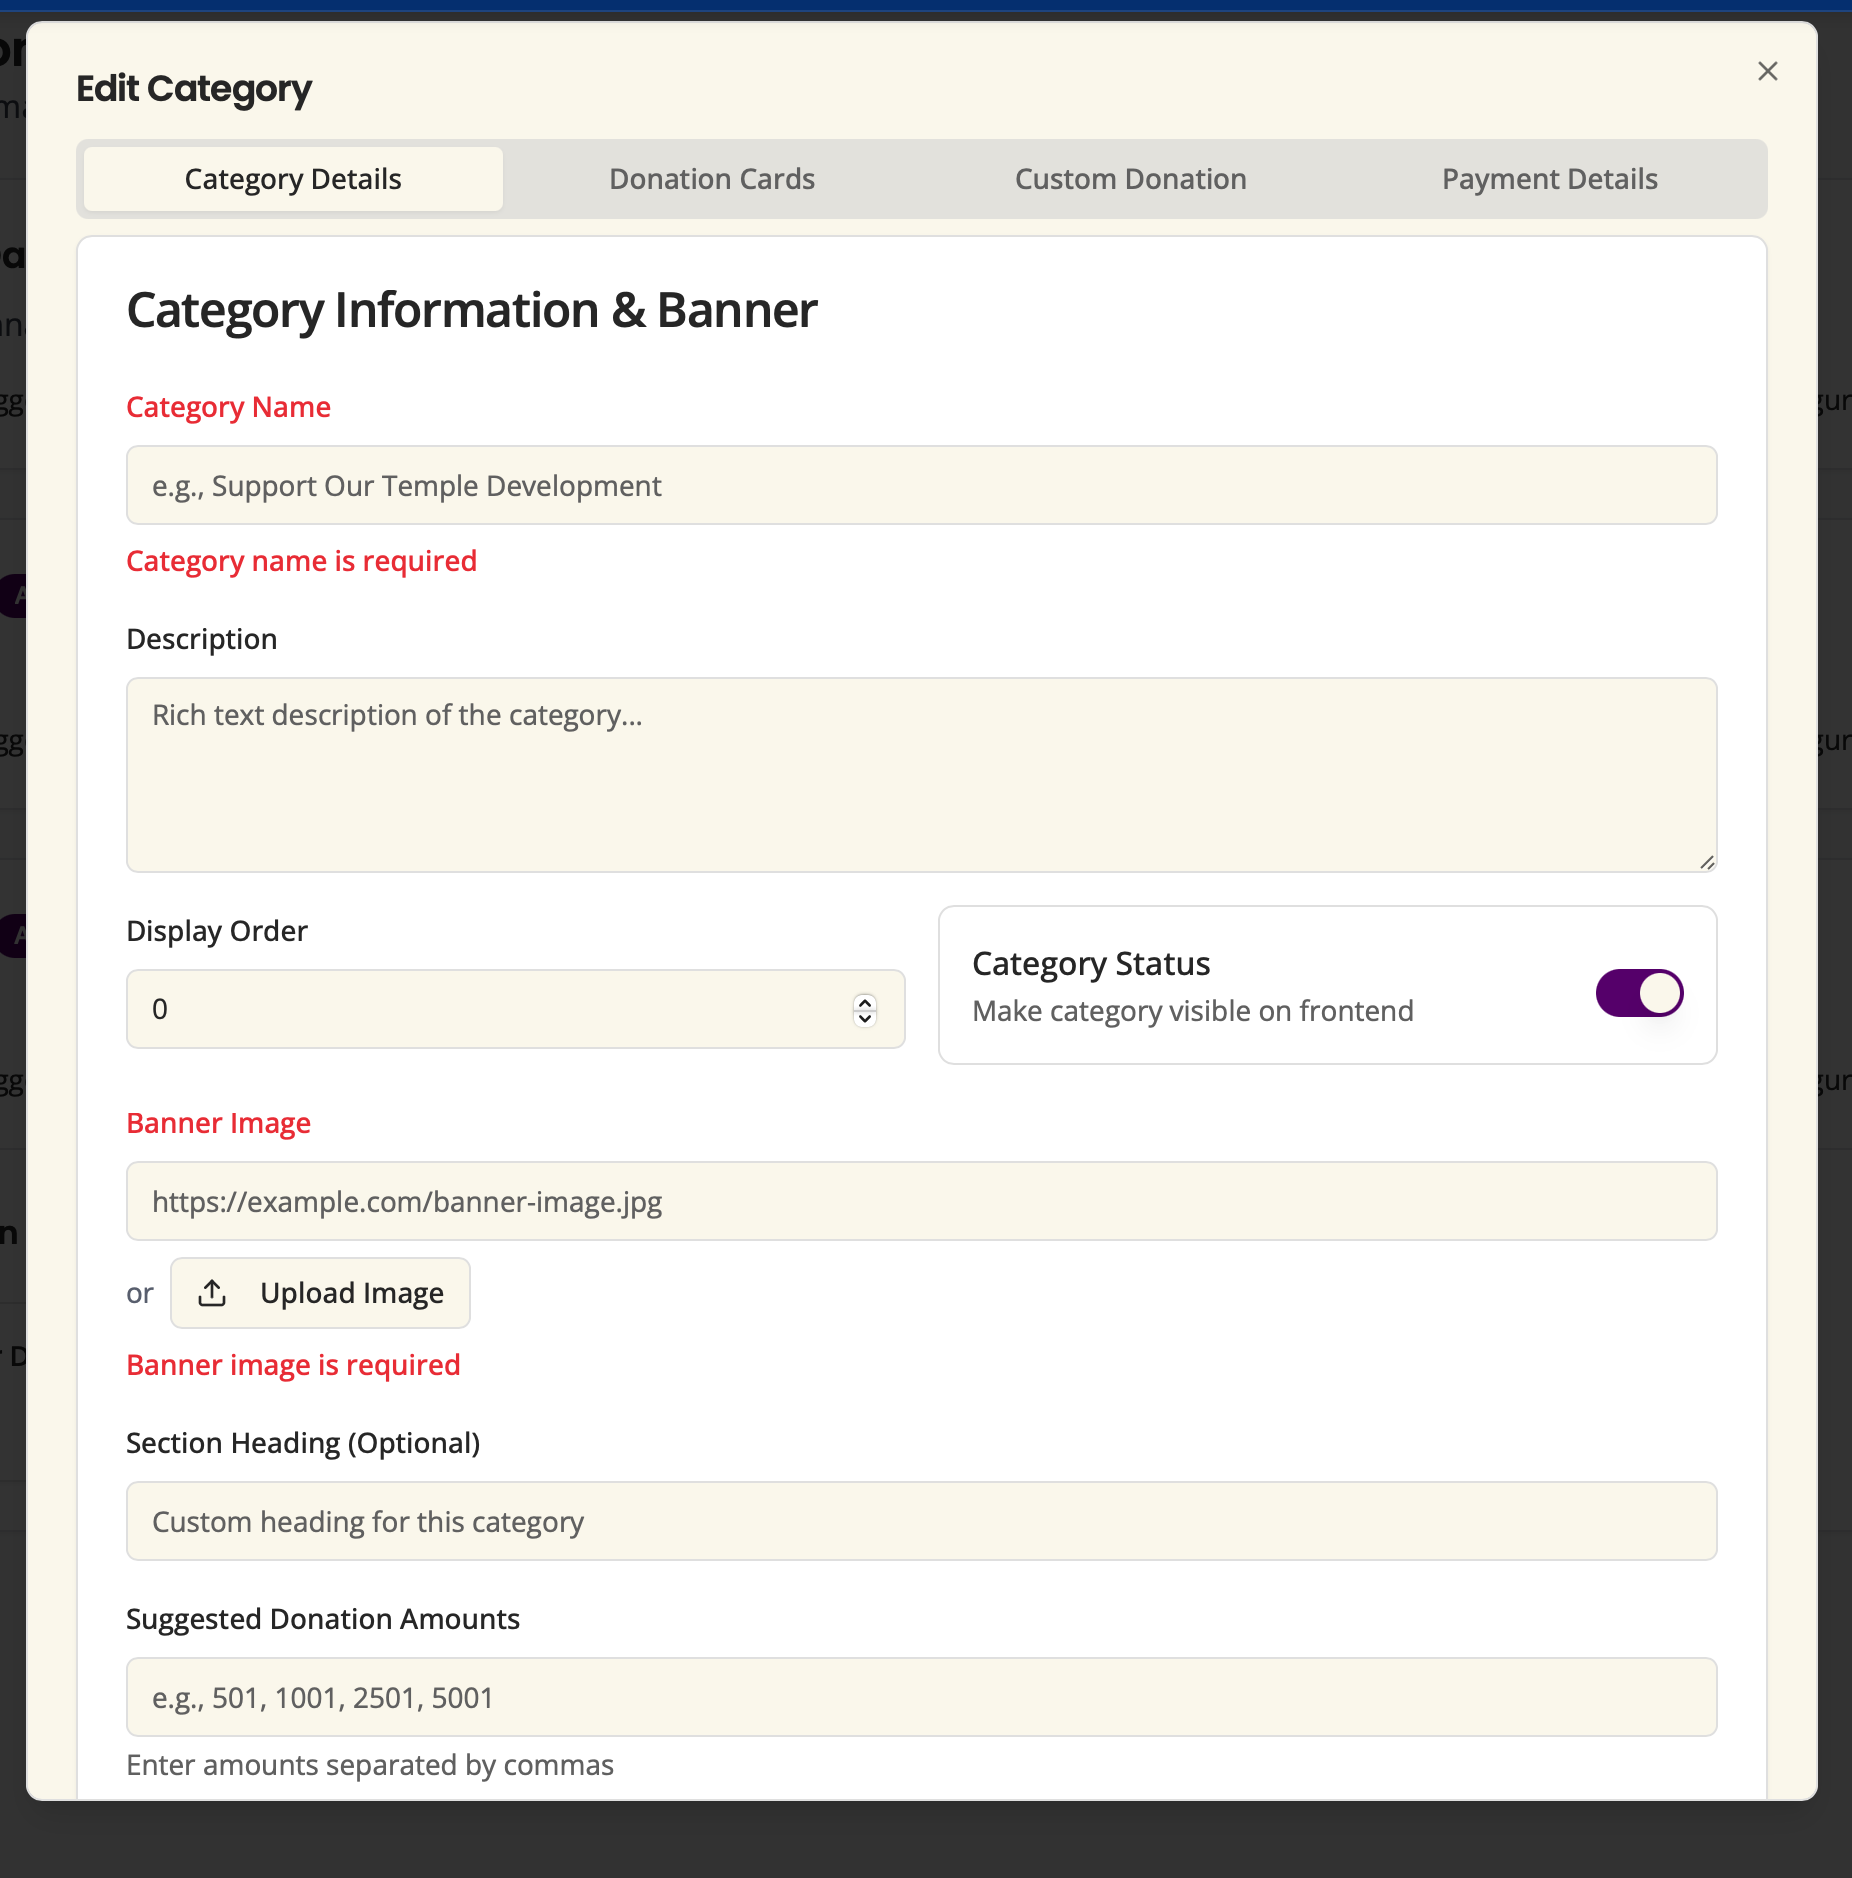 Edit Category
Category Details
Donation Cards
Custom Donation
Payment Details
Category Information & Banner
Category Name
e.g., Support Our Temple Development
Category name is required
Description
Rich text description of the category...
Display Order
0
Category Status
Make category visible on frontend
Banner Image
https://example.com/banner-image.jpg
or
Upload Image
Banner image is required
Section Heading (Optional)
Custom heading for this category
Suggested Donation Amounts
e.g., 501, 1001, 2501, 5001
Enter amounts separated by commas